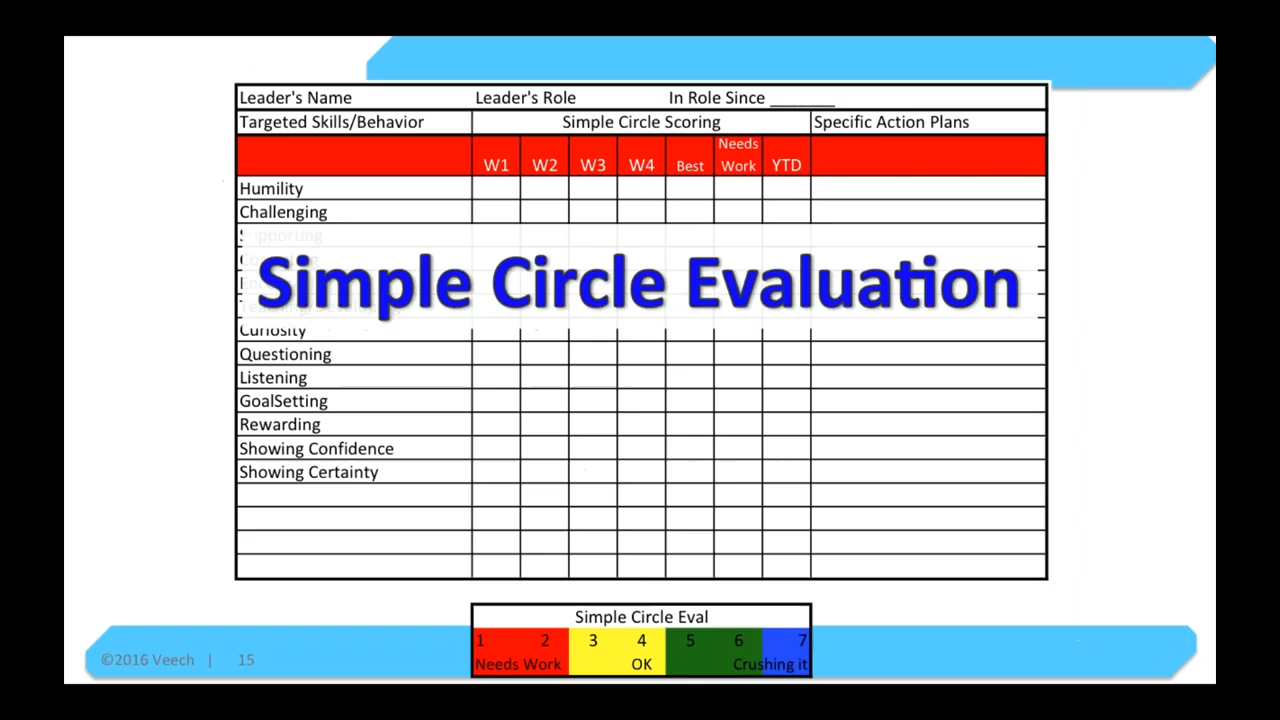 Leader's Name Leader's Role In Role Since _______
Targeted Skills/Behavior Simple Circle Scoring Specific Action Plans
W1 W2 W3 W4 Best Needs Work YTD
Humility
Challenging
Supporting
Simple Circle Evaluation
Curiosity
Questioning
Listening
GoalSetting
Rewarding
Showing Confidence
Showing Certainty
Simple Circle Eval
1 2 3 4 5 6 7
Needs Work OK Crushing it
©2016 Veech | 15